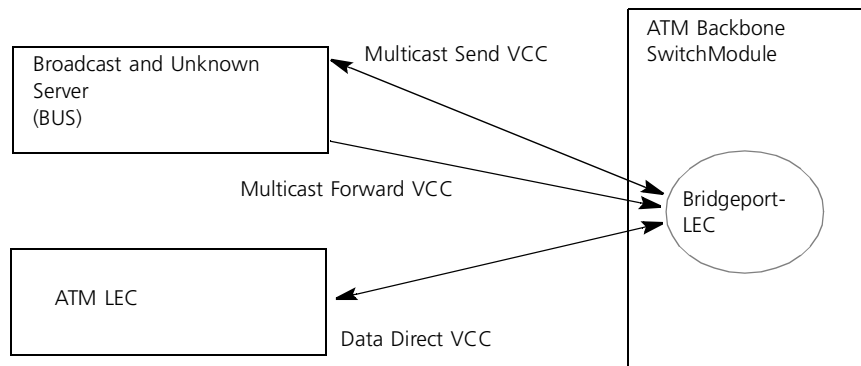 Broadcast and Unknown
Server
(BUS)
Multicast Send VCC
ATM Backbone
SwitchModule
Multicast Forward VCC
Bridgeport-
LEC
ATM LEC
Data Direct VCC